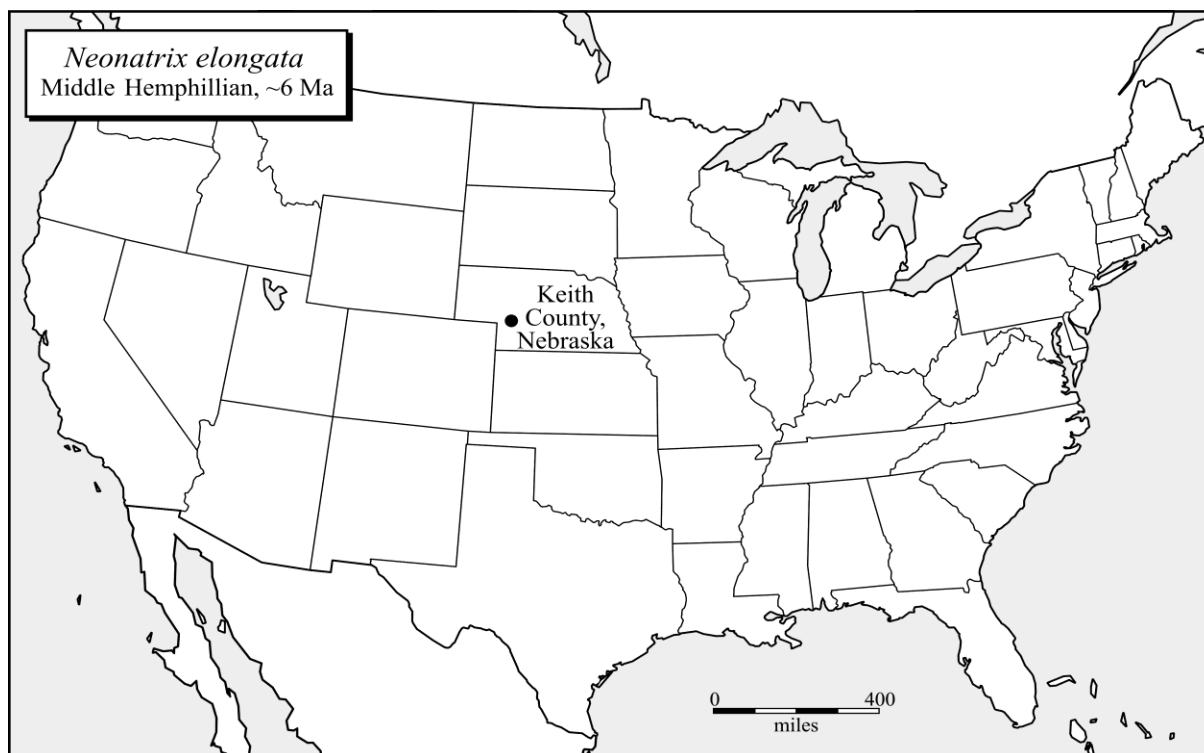 Neonatrix elongata
Middle Hemphillian, ~6 Ma
Keith
County,
Nebraska
0 400
miles